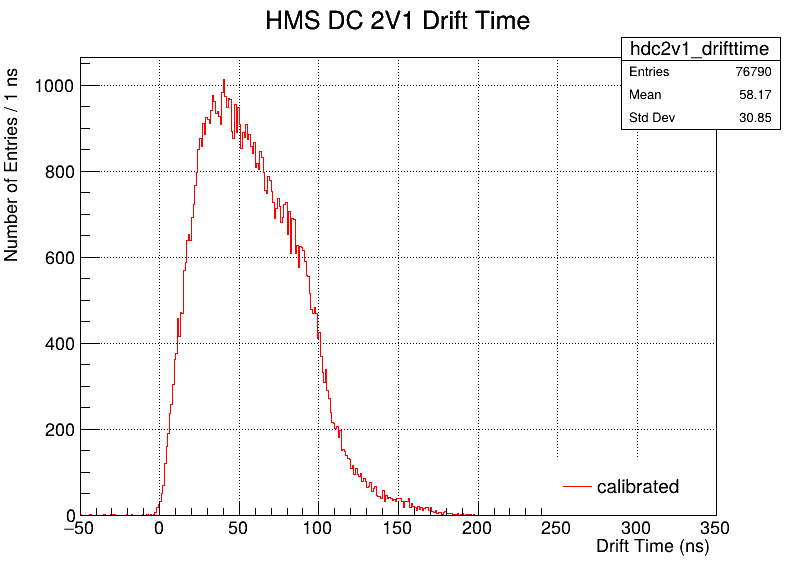 HMS DC 2V1 Drift Time
hdc2v1_drifttime
Entries 76790
Mean 58.17
Std Dev 30.85
Number of Entries / 1 ns
1000
800
600
400
200
0
calibrated
−50 0 50 100 150 200 250 300 350
Drift Time (ns)